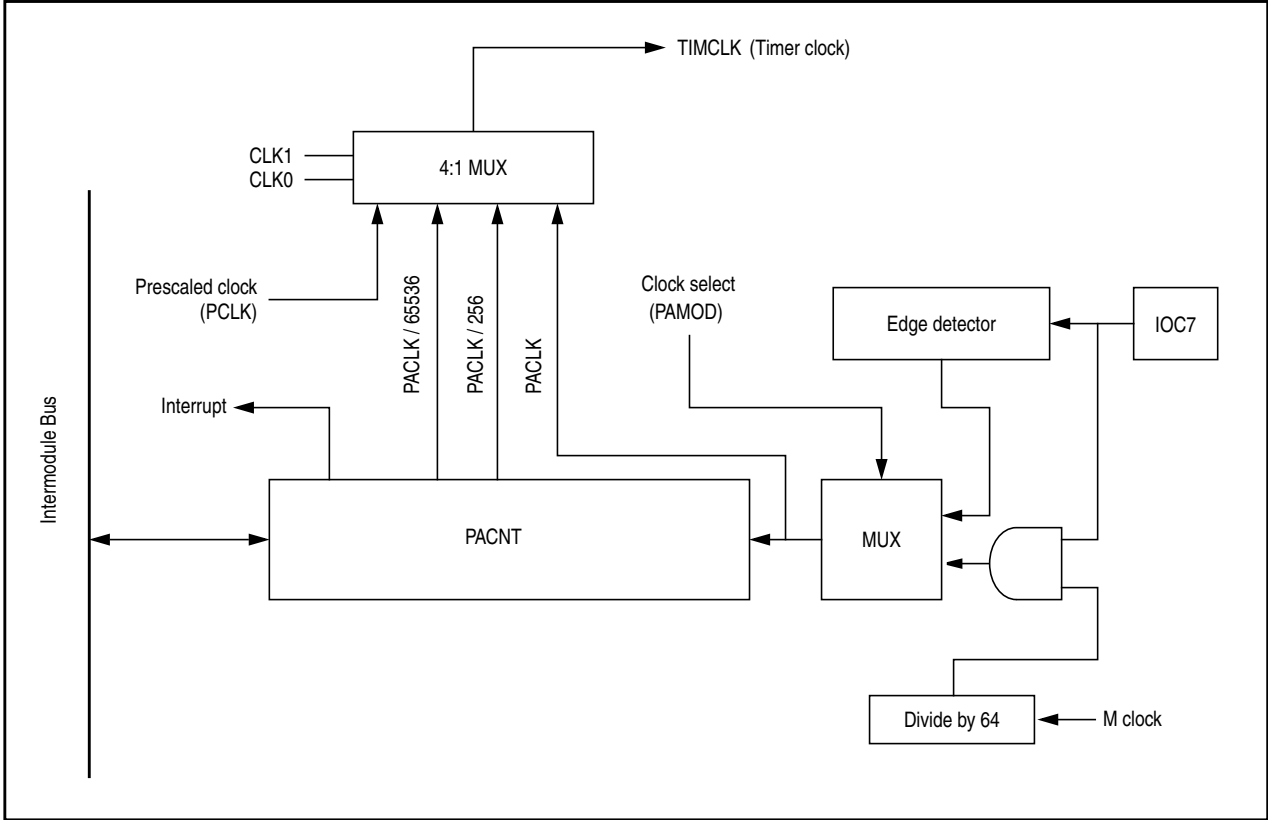 TIMCLK (Timer clock)
CLK1
CLK0
4:1 MUX
Prescaled clock
(PCLK)
PACLK / 65536
PACLK / 256
PACLK
Clock select
(PAMOD)
Edge detector
IOC7
Interrupt
Intermodule Bus
PACNT
MUX
Divide by 64
M clock